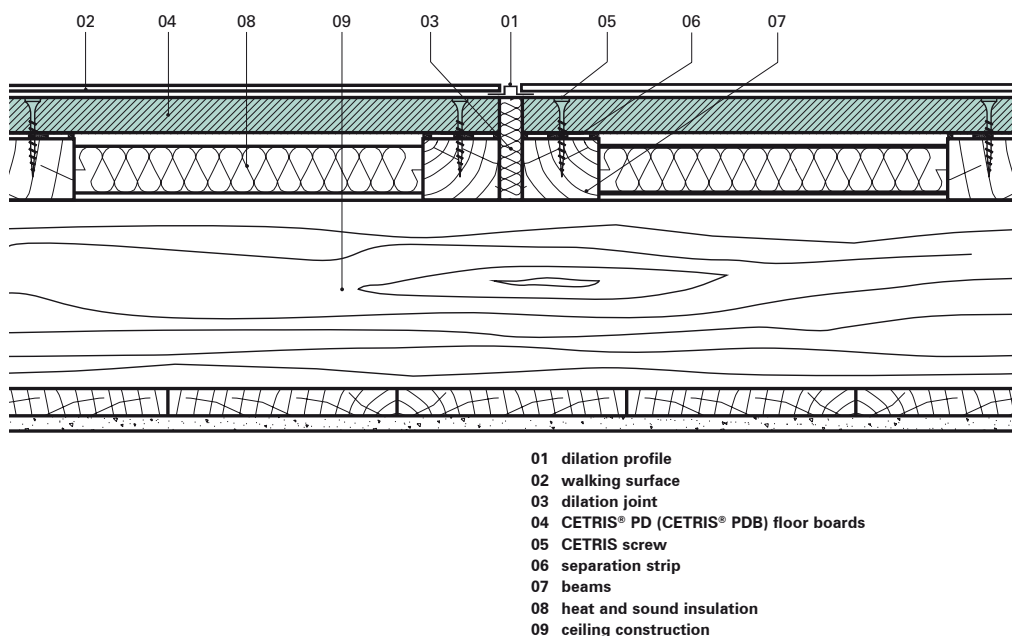 02 04 08 09 03 01 05 06 07
01 dilation profile
02 walking surface
03 dilation joint
04 CETRIS® PD (CETRIS® PDB) floor boards
05 CETRIS screw
06 separation strip
07 beams
08 heat and sound insulation
09 ceiling construction